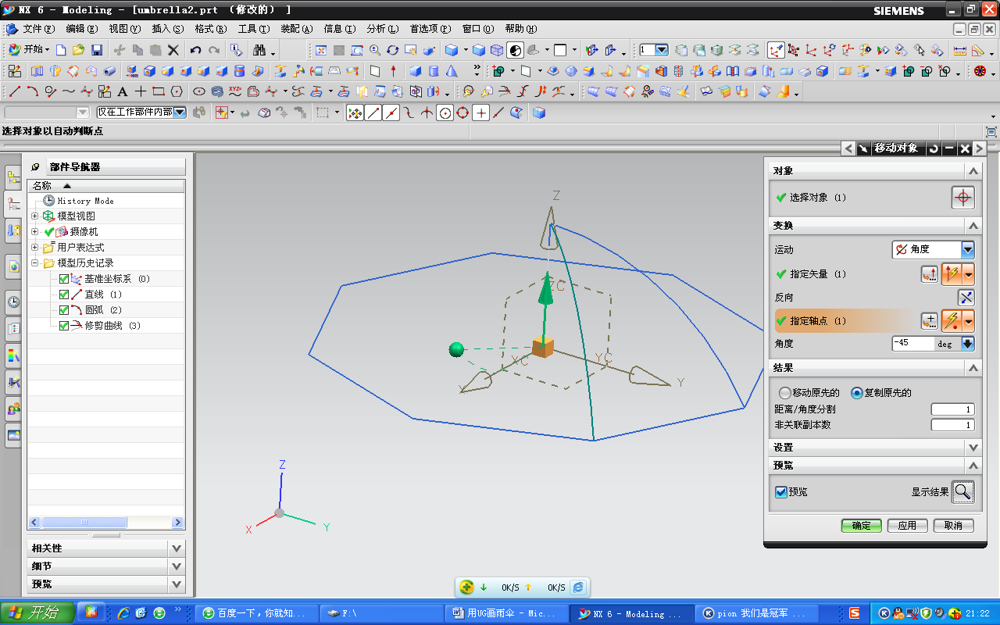 NX 6 - Modeling - [umbrella2.prt （修改的） ]
SIEMENS
文件(F) 编辑(E) 视图(V) 插入(S) 格式(R) 工具(T) 装配(A) 信息(I) 分析(L) 首选项(P) 窗口(O) 帮助(H)
开始
1
仅在工作部件内部
选择对象以自动判断点
移动对象
部件导航器
名称
History Mode
模型视图
摄像机
用户表达式
模型历史记录
基准坐标系 (0)
直线 (1)
圆弧 (2)
修剪曲线 (3)
相关性
细节
预览
Z
ZC
XC
YC
Y
Z
X
Y
对象
选择对象 (1)
变换
运动
角度
指定矢量 (1)
反向
指定轴点 (1)
角度
-45
deg
结果
移动原先的
复制原先的
距离/角度分割
1
非关联副本数
1
设置
预览
预览
显示结果
确定
应用
取消
0K/S
0K/S
开始
百度一下，你就知...
F:\
用UG画雨伞 - Mic...
NX 6 - Modeling ...
pion 我们是冠军 ...
21:22